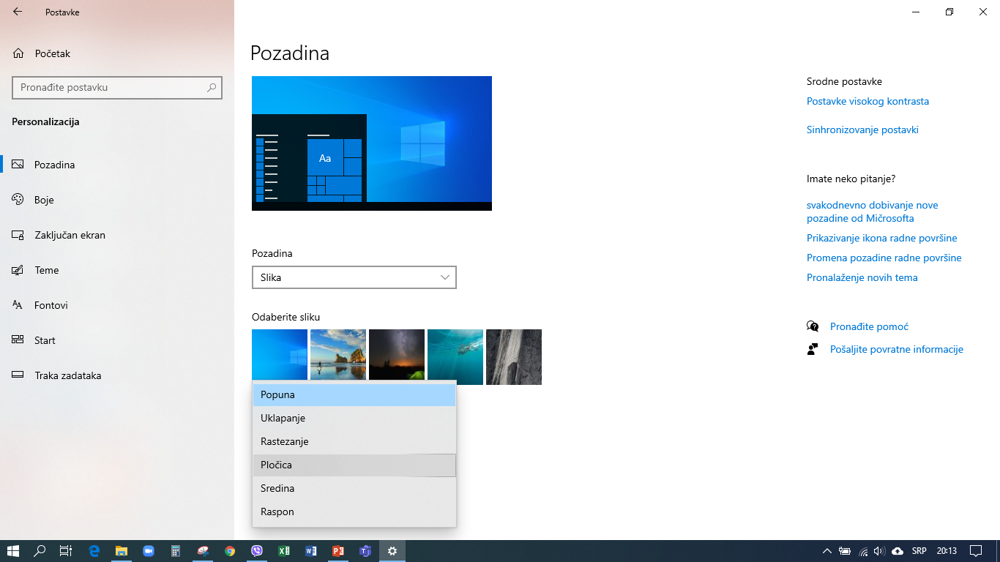 Postavke
Početak
Pronađite postavku
Personalizacija
Pozadina
Boje
Zaključan ekran
Teme
Fontovi
Start
Traka zadataka
Pozadina
Aa
Pozadina
Slika
Odaberite sliku
Popuna
Uklapanje
Rastezanje
Pločica
Sredina
Raspon
Srodne postavke
Postavke visokog kontrasta
Sinhronizovanje postavki
Imate neko pitanje?
svakodnevno dobivanje nove
pozadine od Mičrosofta
Prikazivanje ikona radne površine
Promena pozadine radne površine
Pronalaženje novih tema
Pronađite pomoć
Pošaljite povratne informacije
SRP
20:13